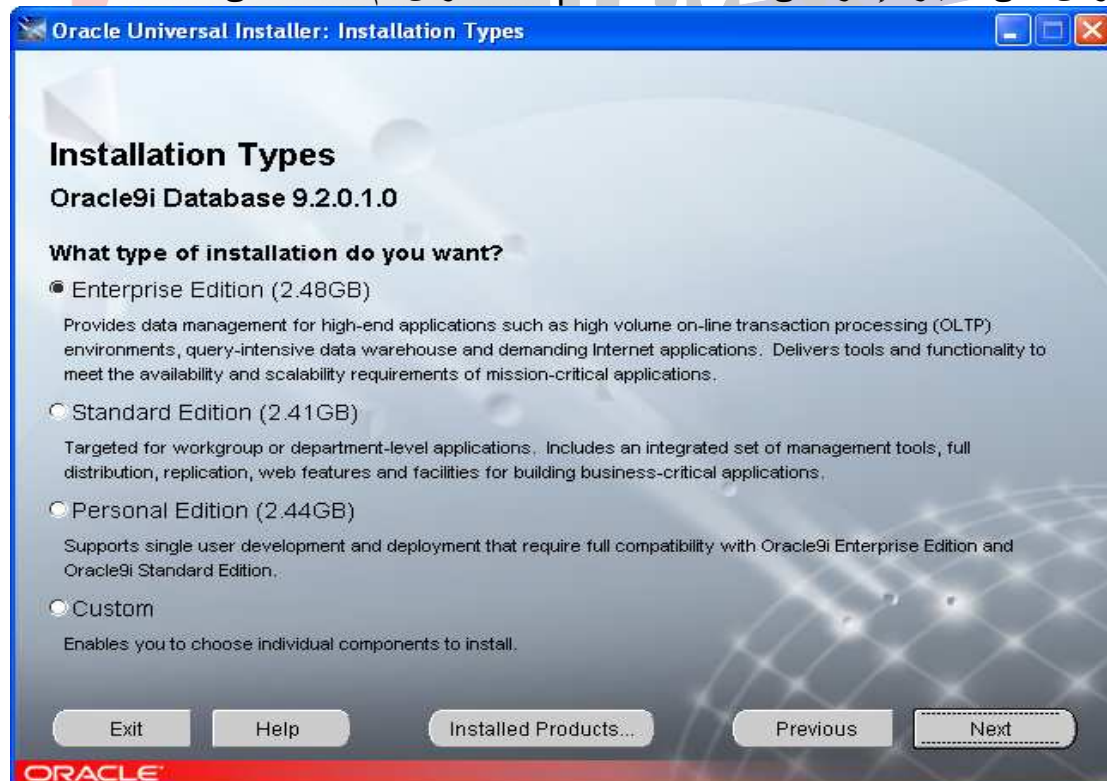 Oracle Universal Installer: Installation Types
Installation Types
Oracle9i Database 9.2.0.1.0
What type of installation do you want?
Enterprise Edition (2.48GB)
Provides data management for high-end applications such as high volume on-line transaction processing (OLTP)
environments, query-intensive data warehouse and demanding Internet applications. Delivers tools and functionality to
meet the availability and scalability requirements of mission-critical applications.
Standard Edition (2.41GB)
Targeted for workgroup or department-level applications. Includes an integrated set of management tools, full
distribution, replication, web features and facilities for building business-critical applications.
Personal Edition (2.44GB)
Supports single user development and deployment that require full compatibility with Oracle9i Enterprise Edition and
Oracle9i Standard Edition.
Custom
Enables you to choose individual components to install.
Exit Help Installed Products... Previous Next
ORACLE